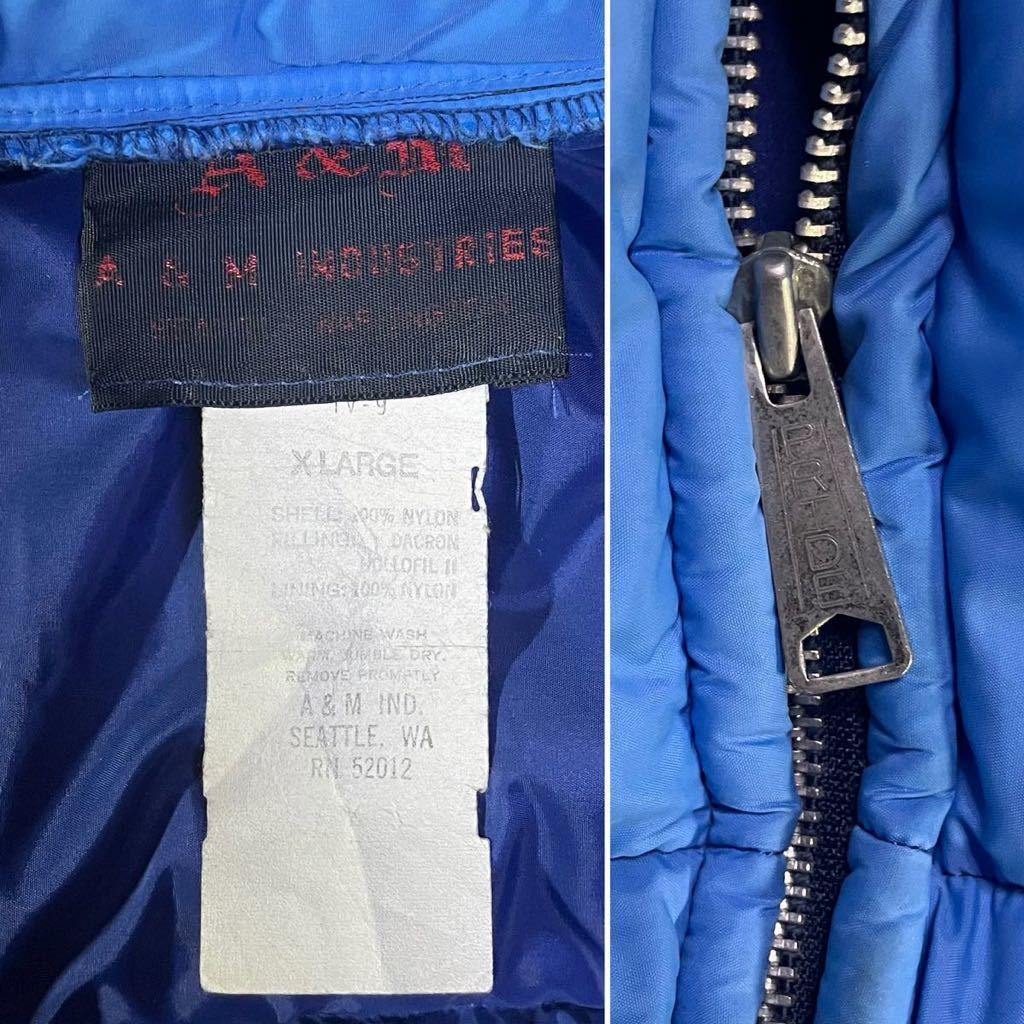 A & M
A & M INDUSTRIES
X-LARGE
SHELL: 100% NYLON
FILLING: DACRON
HOLLOFIL II
LINING: 100% NYLON
MACHINE WASH
WARM, TUMBLE DRY.
REMOVE PROMPTLY
A & M IND.
SEATTLE, WA
RN 52012